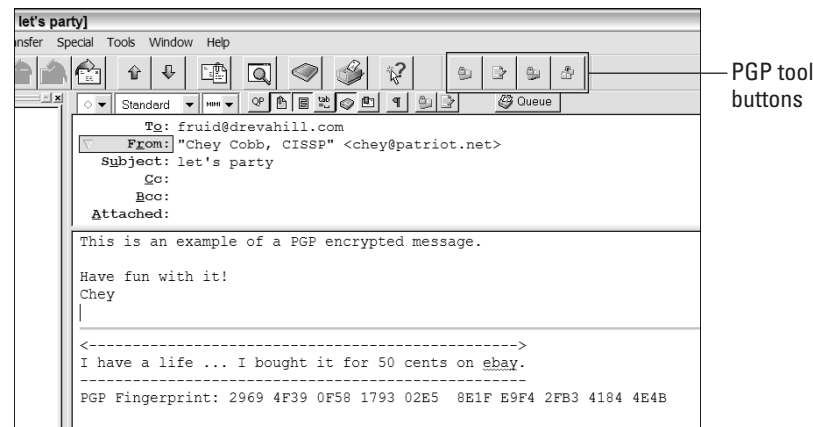 let's party]
nsfer Special Tools Window Help
Standard MIME QP Queue
PGP tool
buttons
To: fruid@drevahill.com
From: "Chey Cobb, CISSP" <chey@patriot.net>
Subject: let's party
Cc:
Bcc:
Attached:
This is an example of a PGP encrypted message.
Have fun with it!
Chey
<-------------------------------------------------->
I have a life ... I bought it for 50 cents on ebay.
----------------------------------------------------
PGP Fingerprint: 2969 4F39 0F58 1793 02E5 8E1F E9F4 2FB3 4184 4E4B